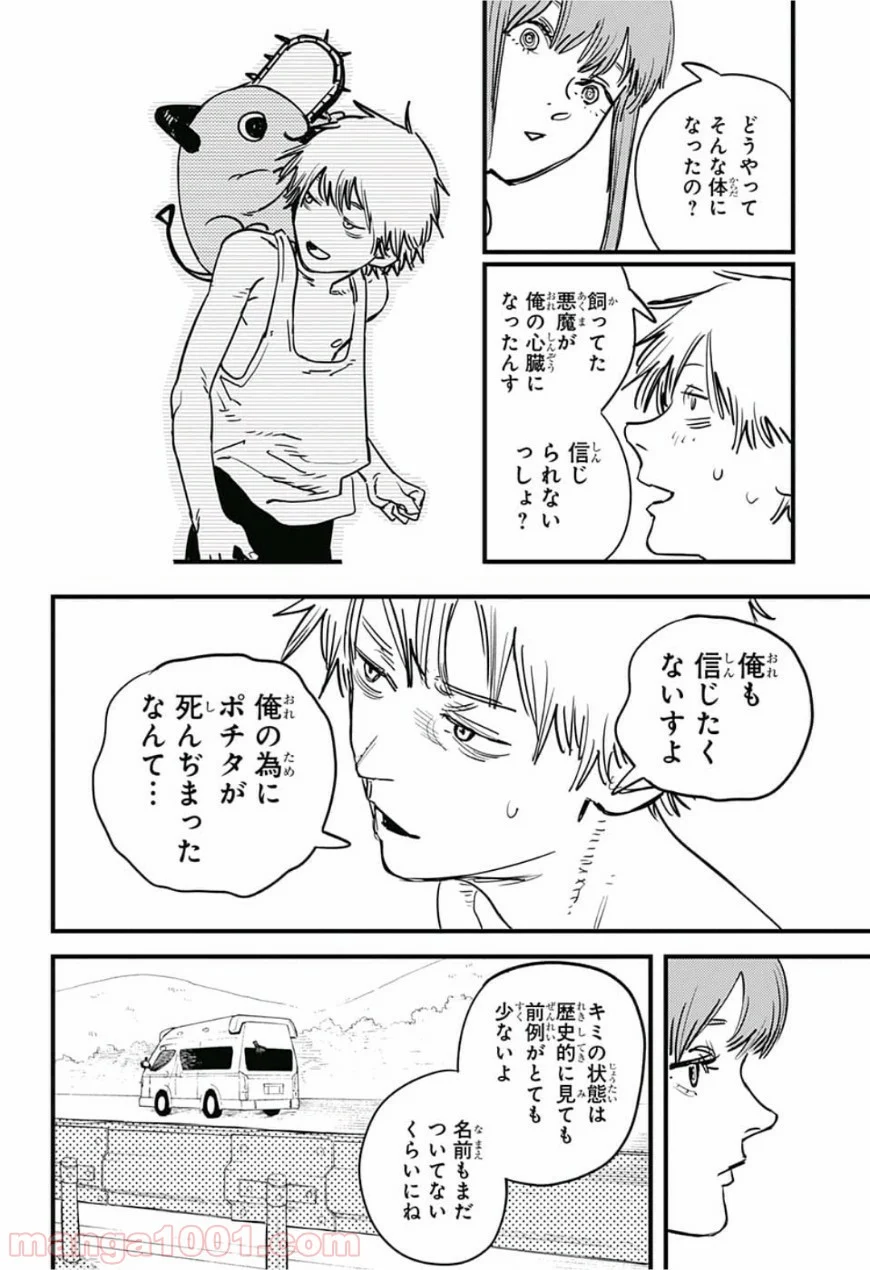 どうやって
そんな体に
なったの?
飼ってた
悪魔が
俺の心臓に
なったんす
信じ
られない
っしょ?
俺も
信じたく
ないすよ
俺の為に
ポチタが
死んぢまった
なんて…
キミの状態は
歴史的に見ても
前例がとても
少ないよ
名前もまだ
ついてない
くらいにね
manga1001.com